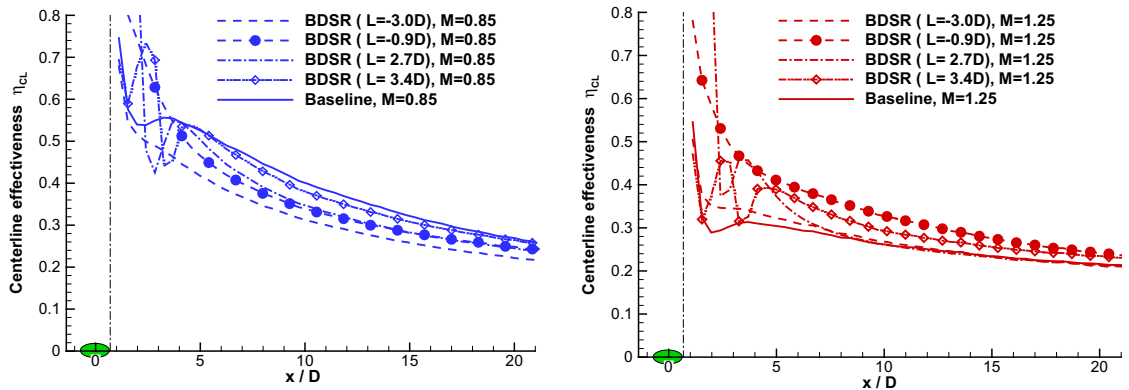 BDSR ( L=-3.0D), M=0.85
BDSR ( L=-0.9D), M=0.85
BDSR ( L= 2.7D), M=0.85
BDSR ( L= 3.4D), M=0.85
Baseline, M=0.85
Centerline effectiveness ηCL
0.8
0.7
0.6
0.5
0.4
0.3
0.2
0.1
0
0 5 10 15 20
x / D
BDSR ( L=-3.0D), M=1.25
BDSR ( L=-0.9D), M=1.25
BDSR ( L= 2.7D), M=1.25
BDSR ( L= 3.4D), M=1.25
Baseline, M=1.25
Centerline effectiveness ηCL
0.8
0.7
0.6
0.5
0.4
0.3
0.2
0.1
0
0 5 10 15 20
x / D